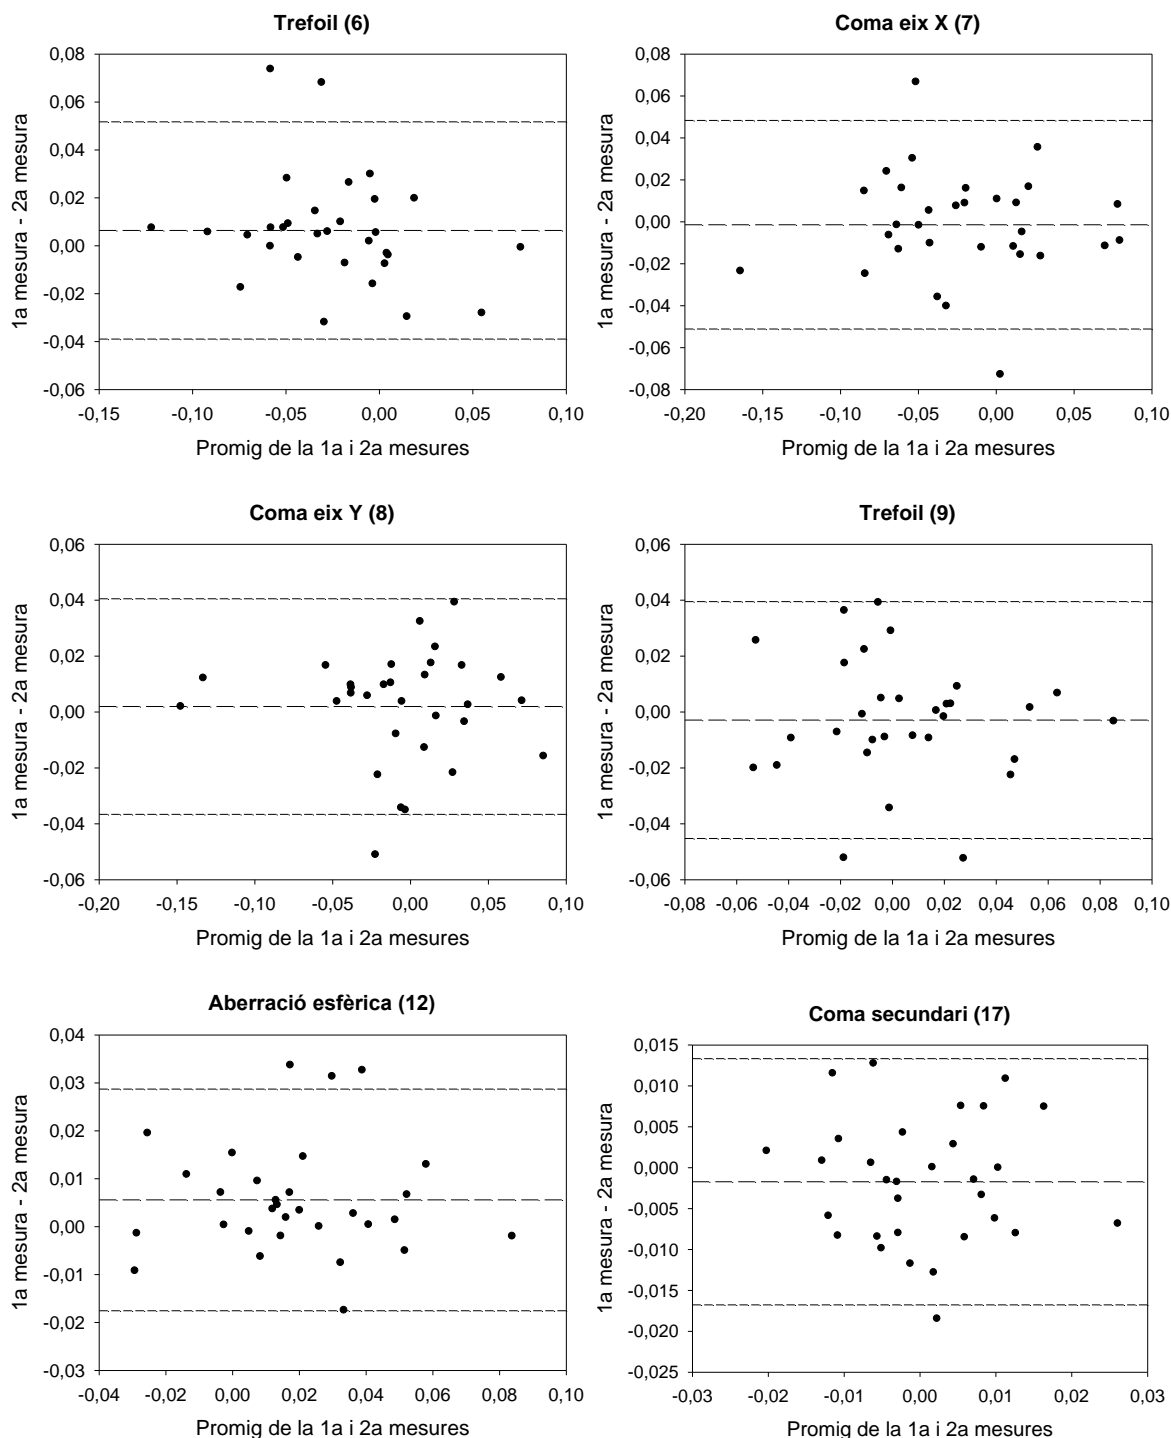 Trefoil (6)
0,08
0,06
0,04
0,02
0,00
-0,02
-0,04
-0,06
1a mesura - 2a mesura
-0,15 -0,10 -0,05 0,00 0,05 0,10
Promig de la 1a i 2a mesures
Coma eix X (7)
0,08
0,06
0,04
0,02
0,00
-0,02
-0,04
-0,06
-0,08
1a mesura - 2a mesura
-0,20 -0,15 -0,10 -0,05 0,00 0,05 0,10
Promig de la 1a i 2a mesures
Coma eix Y (8)
0,06
0,04
0,02
0,00
-0,02
-0,04
-0,06
1a mesura - 2a mesura
-0,20 -0,15 -0,10 -0,05 0,00 0,05 0,10
Promig de la 1a i 2a mesures
Trefoil (9)
0,06
0,04
0,02
0,00
-0,02
-0,04
-0,06
1a mesura - 2a mesura
-0,08 -0,06 -0,04 -0,02 0,00 0,02 0,04 0,06 0,08 0,10
Promig de la 1a i 2a mesures
Aberració esfèrica (12)
0,04
0,03
0,02
0,01
0,00
-0,01
-0,02
-0,03
1a mesura - 2a mesura
-0,04 -0,02 0,00 0,02 0,04 0,06 0,08 0,10
Promig de la 1a i 2a mesures
Coma secundari (17)
0,015
0,010
0,005
0,000
-0,005
-0,010
-0,015
-0,020
-0,025
1a mesura - 2a mesura
-0,03 -0,02 -0,01 0,00 0,01 0,02 0,03
Promig de la 1a i 2a mesures